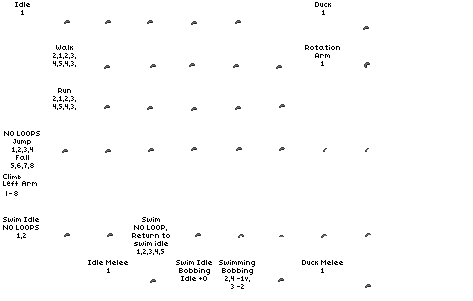 Idle
1
Duck
1
Walk
2,1,2,3,
4,5,4,3,
Rotation
Arm
1
Run
2,1,2,3,
4,5,4,3,
NO LOOPS
Jump
1,2,3,4
Fall
5,6,7,8
Climb
Left Arm
1-8
Swim Idle
NO LOOPS
1,2
Swim
NO LOOP,
Return to
swim idle
1,2,3,4,5
Idle Melee
1
Swim Idle
Bobbing
Idle +0
Swimming
Bobbing
2,4 -1v,
3 -2
Duck Melee
1